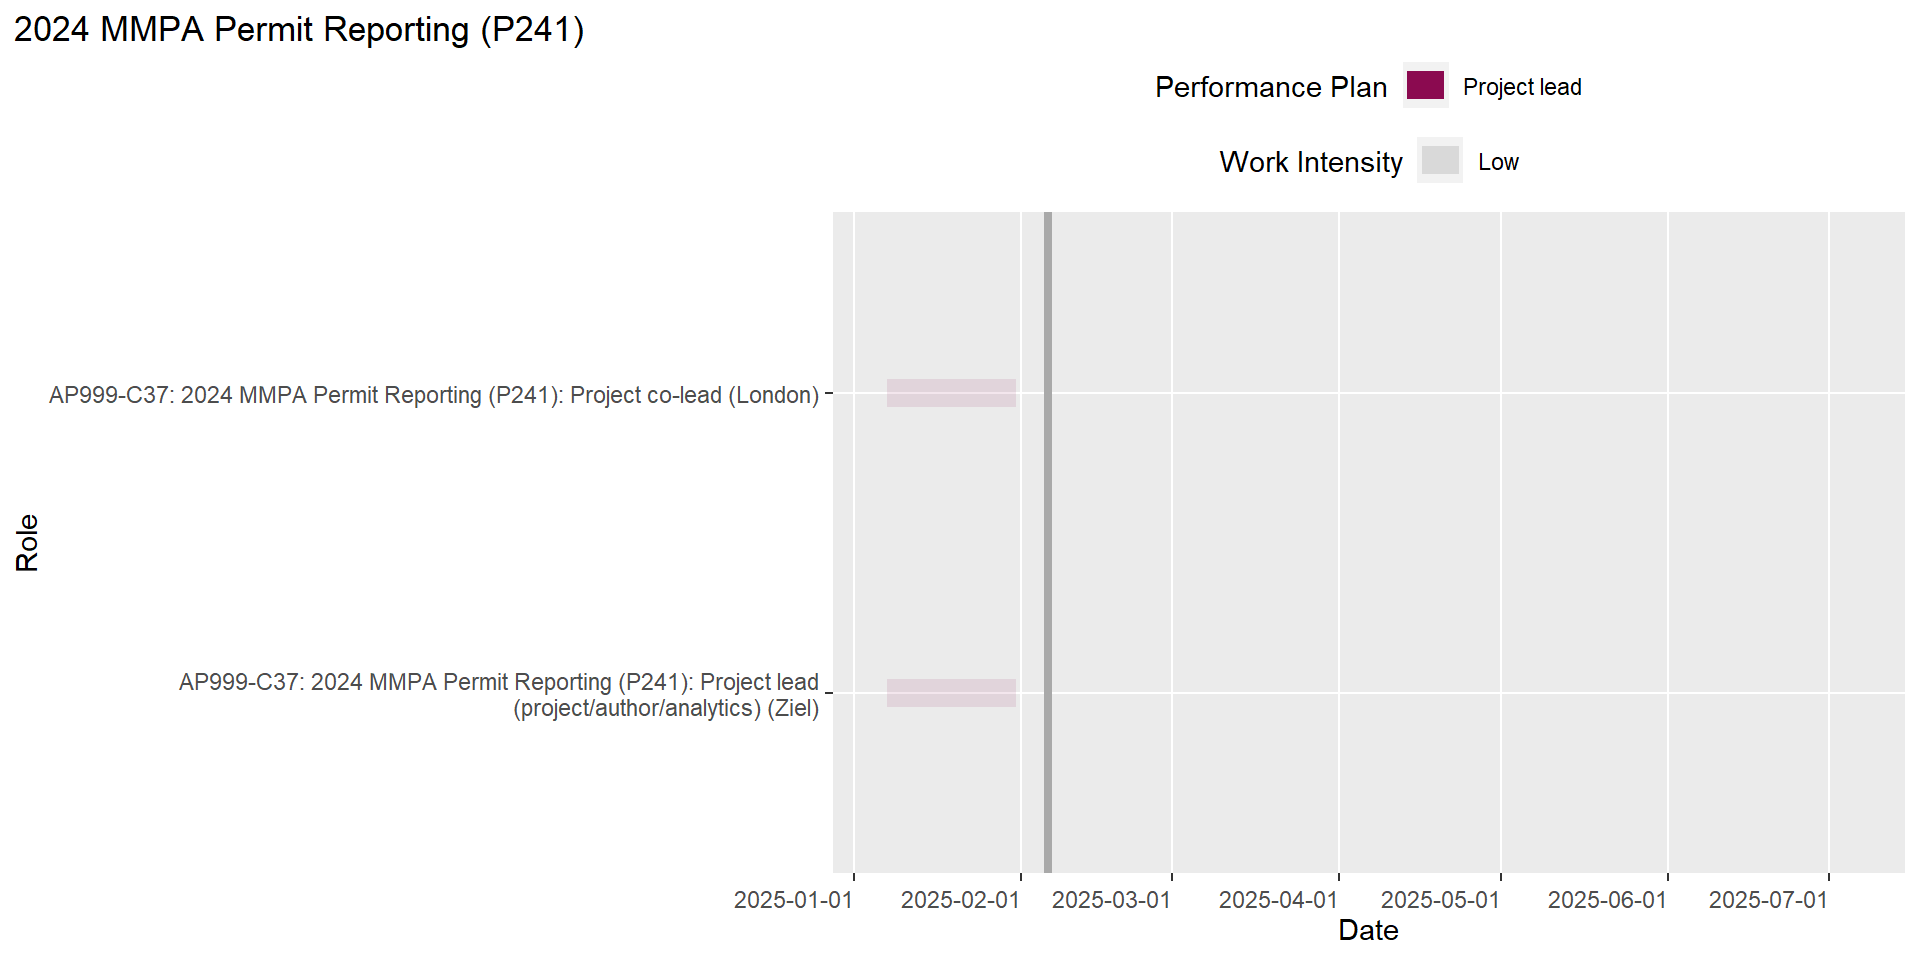 2024 MMPA Permit Reporting (P241)
Performance Plan Project lead
Work Intensity Low
AP999-C37: 2024 MMPA Permit Reporting (P241): Project co-lead (London)
Role
AP999-C37: 2024 MMPA Permit Reporting (P241): Project lead
(project/author/analytics) (Ziel)
2025-01-01 2025-02-01 2025-03-01 2025-04-01 2025-05-01 2025-06-01 2025-07-01
Date